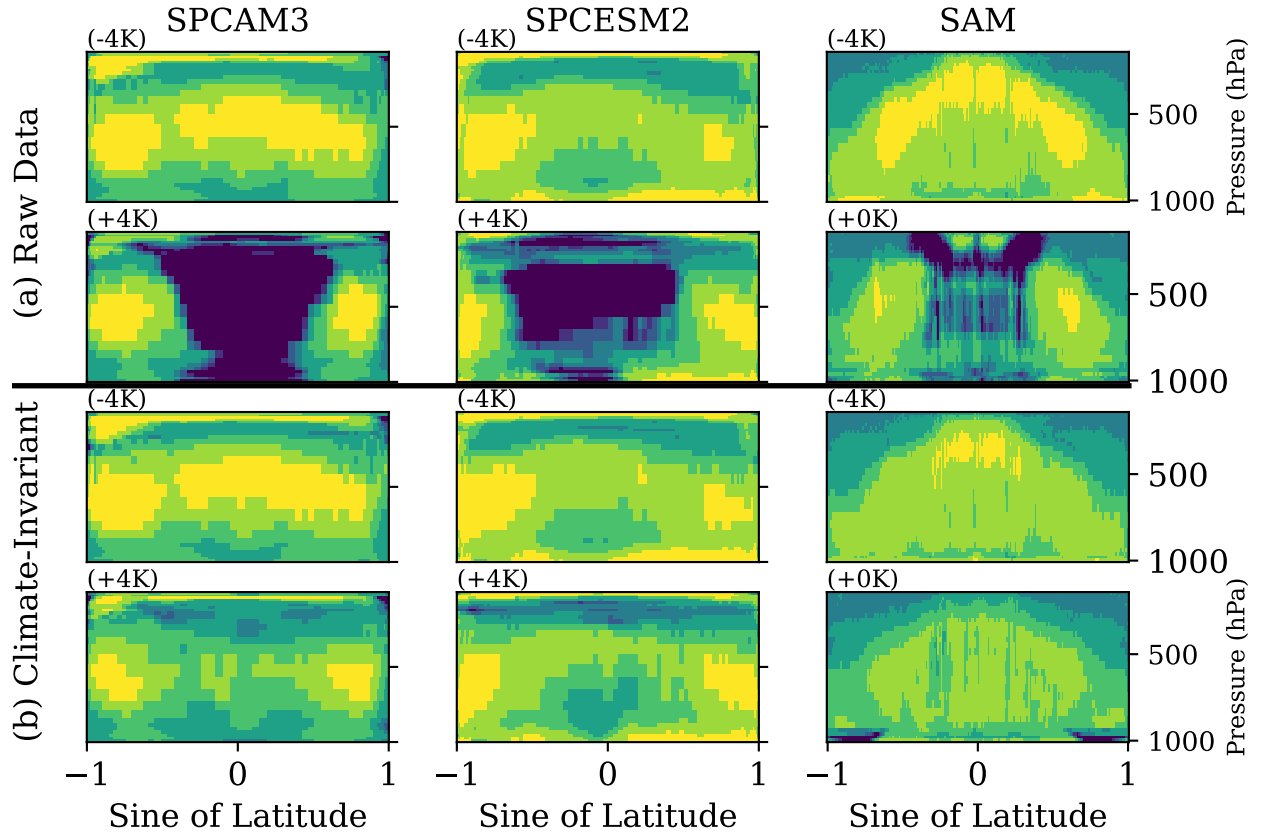 SPCAM3 SPCESM2 SAM
(-4K) (-4K) (-4K)
(a) Raw Data
500
1000
Pressure (hPa)
(+4K) (+4K) (+0K)
500
1000
(-4K) (-4K) (-4K)
(b) Climate-Invariant
500
1000
(+4K) (+4K) (+0K)
500
1000
Pressure (hPa)
−1 0 1 −1 0 1 −1 0 1
Sine of Latitude Sine of Latitude Sine of Latitude